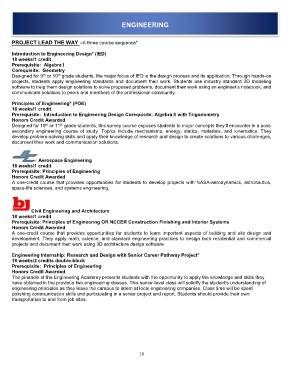 ENGINEERING
PROJECT LEAD THE WAY –A three course sequence*
Introduction to Engineering Design* (IED)
18 weeks/1 credit
Prerequisite: Algebra I
Corequisite: Geometry
Designed for 9th or 10th grade students, the major focus of IED is the design process and its application. Through hands-on
projects, students apply engineering standards and document their work. Students use industry standard 3D modeling
software to help them design solutions to solve proposed problems, document their work using an engineer's notebook, and
communicate solutions to peers and members of the professional community.
Principles of Engineering* (POE)
18 weeks/1 credit
Prerequisite: Introduction to Engineering Design Corequisite: Algebra II with Trigonometry
Honors Credit Awarded
Designed for 10th or 11th grade students, this survey course exposes students to major concepts they'll encounter in a post-
secondary engineering course of study. Topics include mechanisms, energy, statics, materials, and kinematics. They
develop problem-solving skills and apply their knowledge of research and design to create solutions to various challenges,
document their work and communication solutions.
Aerospace Engineering
18 weeks/1 credit
Prerequisite: Principles of Engineering
Honors Credit Awarded
A one-credit course that provides opportunities for students to develop projects with NASA-aerodynamics, astronautics,
space-life sciences, and systems engineering.
Civil Engineering and Architecture
18 weeks/1 credit
Prerequisite: Principles of Engineering OR NCCER Construction Finishing and Interior Systems
Honors Credit Awarded
A one-credit course that provides opportunities for students to learn important aspects of building and site design and
development. They apply math, science, and standard engineering practices to design both residential and commercial
projects and document their work using 3D architecture design software.
Engineering Internship: Research and Design with Senior Career Pathway Project*
18 weeks/2 credits double-block
Prerequisite: Principles of Engineering
Honors Credit Awarded
The pinnacle of the Engineering Academy presents students with the opportunity to apply the knowledge and skills they
have obtained in the previous two engineering classes. This senior-level class will solidify the student's understanding of
engineering principles as they leave the campus to intern at local engineering companies. Class time will be spent
polishing communication skills and participating in a senior project and report. Students should provide their own
transportation to and from job sites.